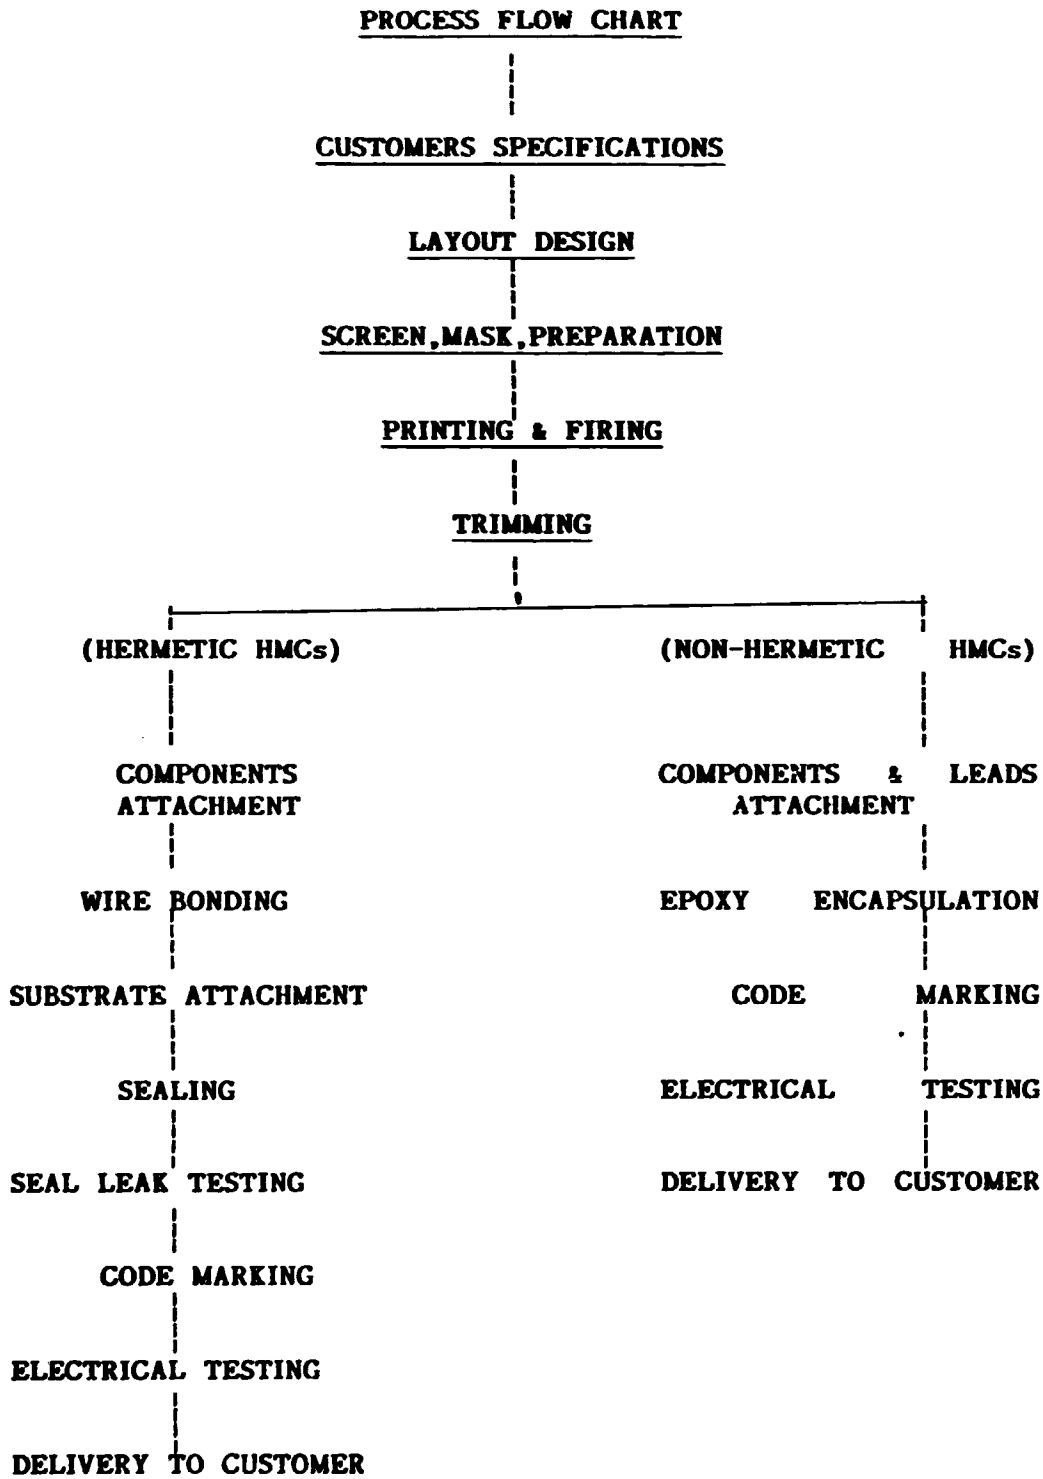 PROCESS FLOW CHART
CUSTOMERS SPECIFICATIONS
LAYOUT DESIGN
SCREEN,MASK,PREPARATION
PRINTING & FIRING
TRIMMING
(HERMETIC HMCs)
COMPONENTS
ATTACHMENT
WIRE BONDING
SUBSTRATE ATTACHMENT
SEALING
SEAL LEAK TESTING
CODE MARKING
ELECTRICAL TESTING
DELIVERY TO CUSTOMER
(NON-HERMETIC HMCs)
COMPONENTS & LEADS
ATTACHMENT
EPOXY ENCAPSULATION
CODE MARKING
ELECTRICAL TESTING
DELIVERY TO CUSTOMER